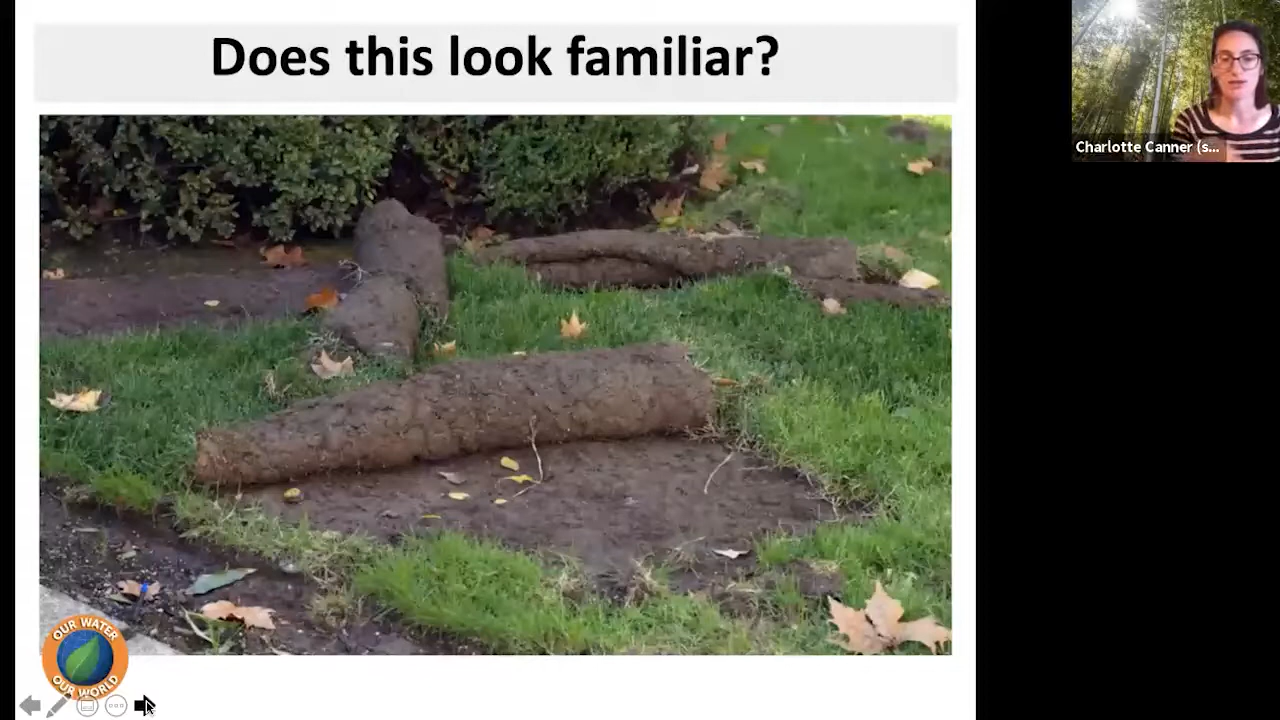 Does this look familiar?
Charlotte Canner (s...
OUR WATER
OUR WORLD